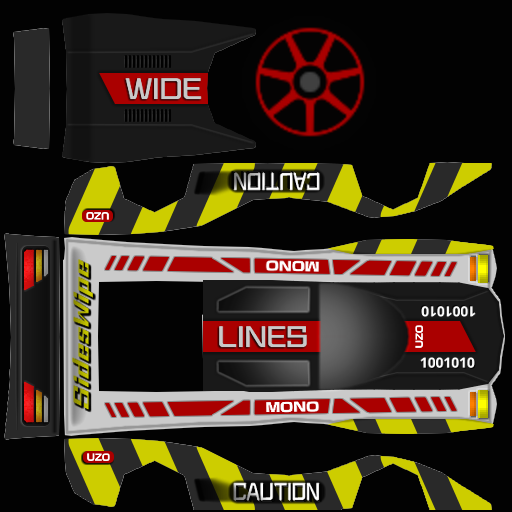 WIDE
CAUTION
UZO
MONO
SidesWipe
1001010
LINES
UZO
1001010
MONO
UZO
CAUTION